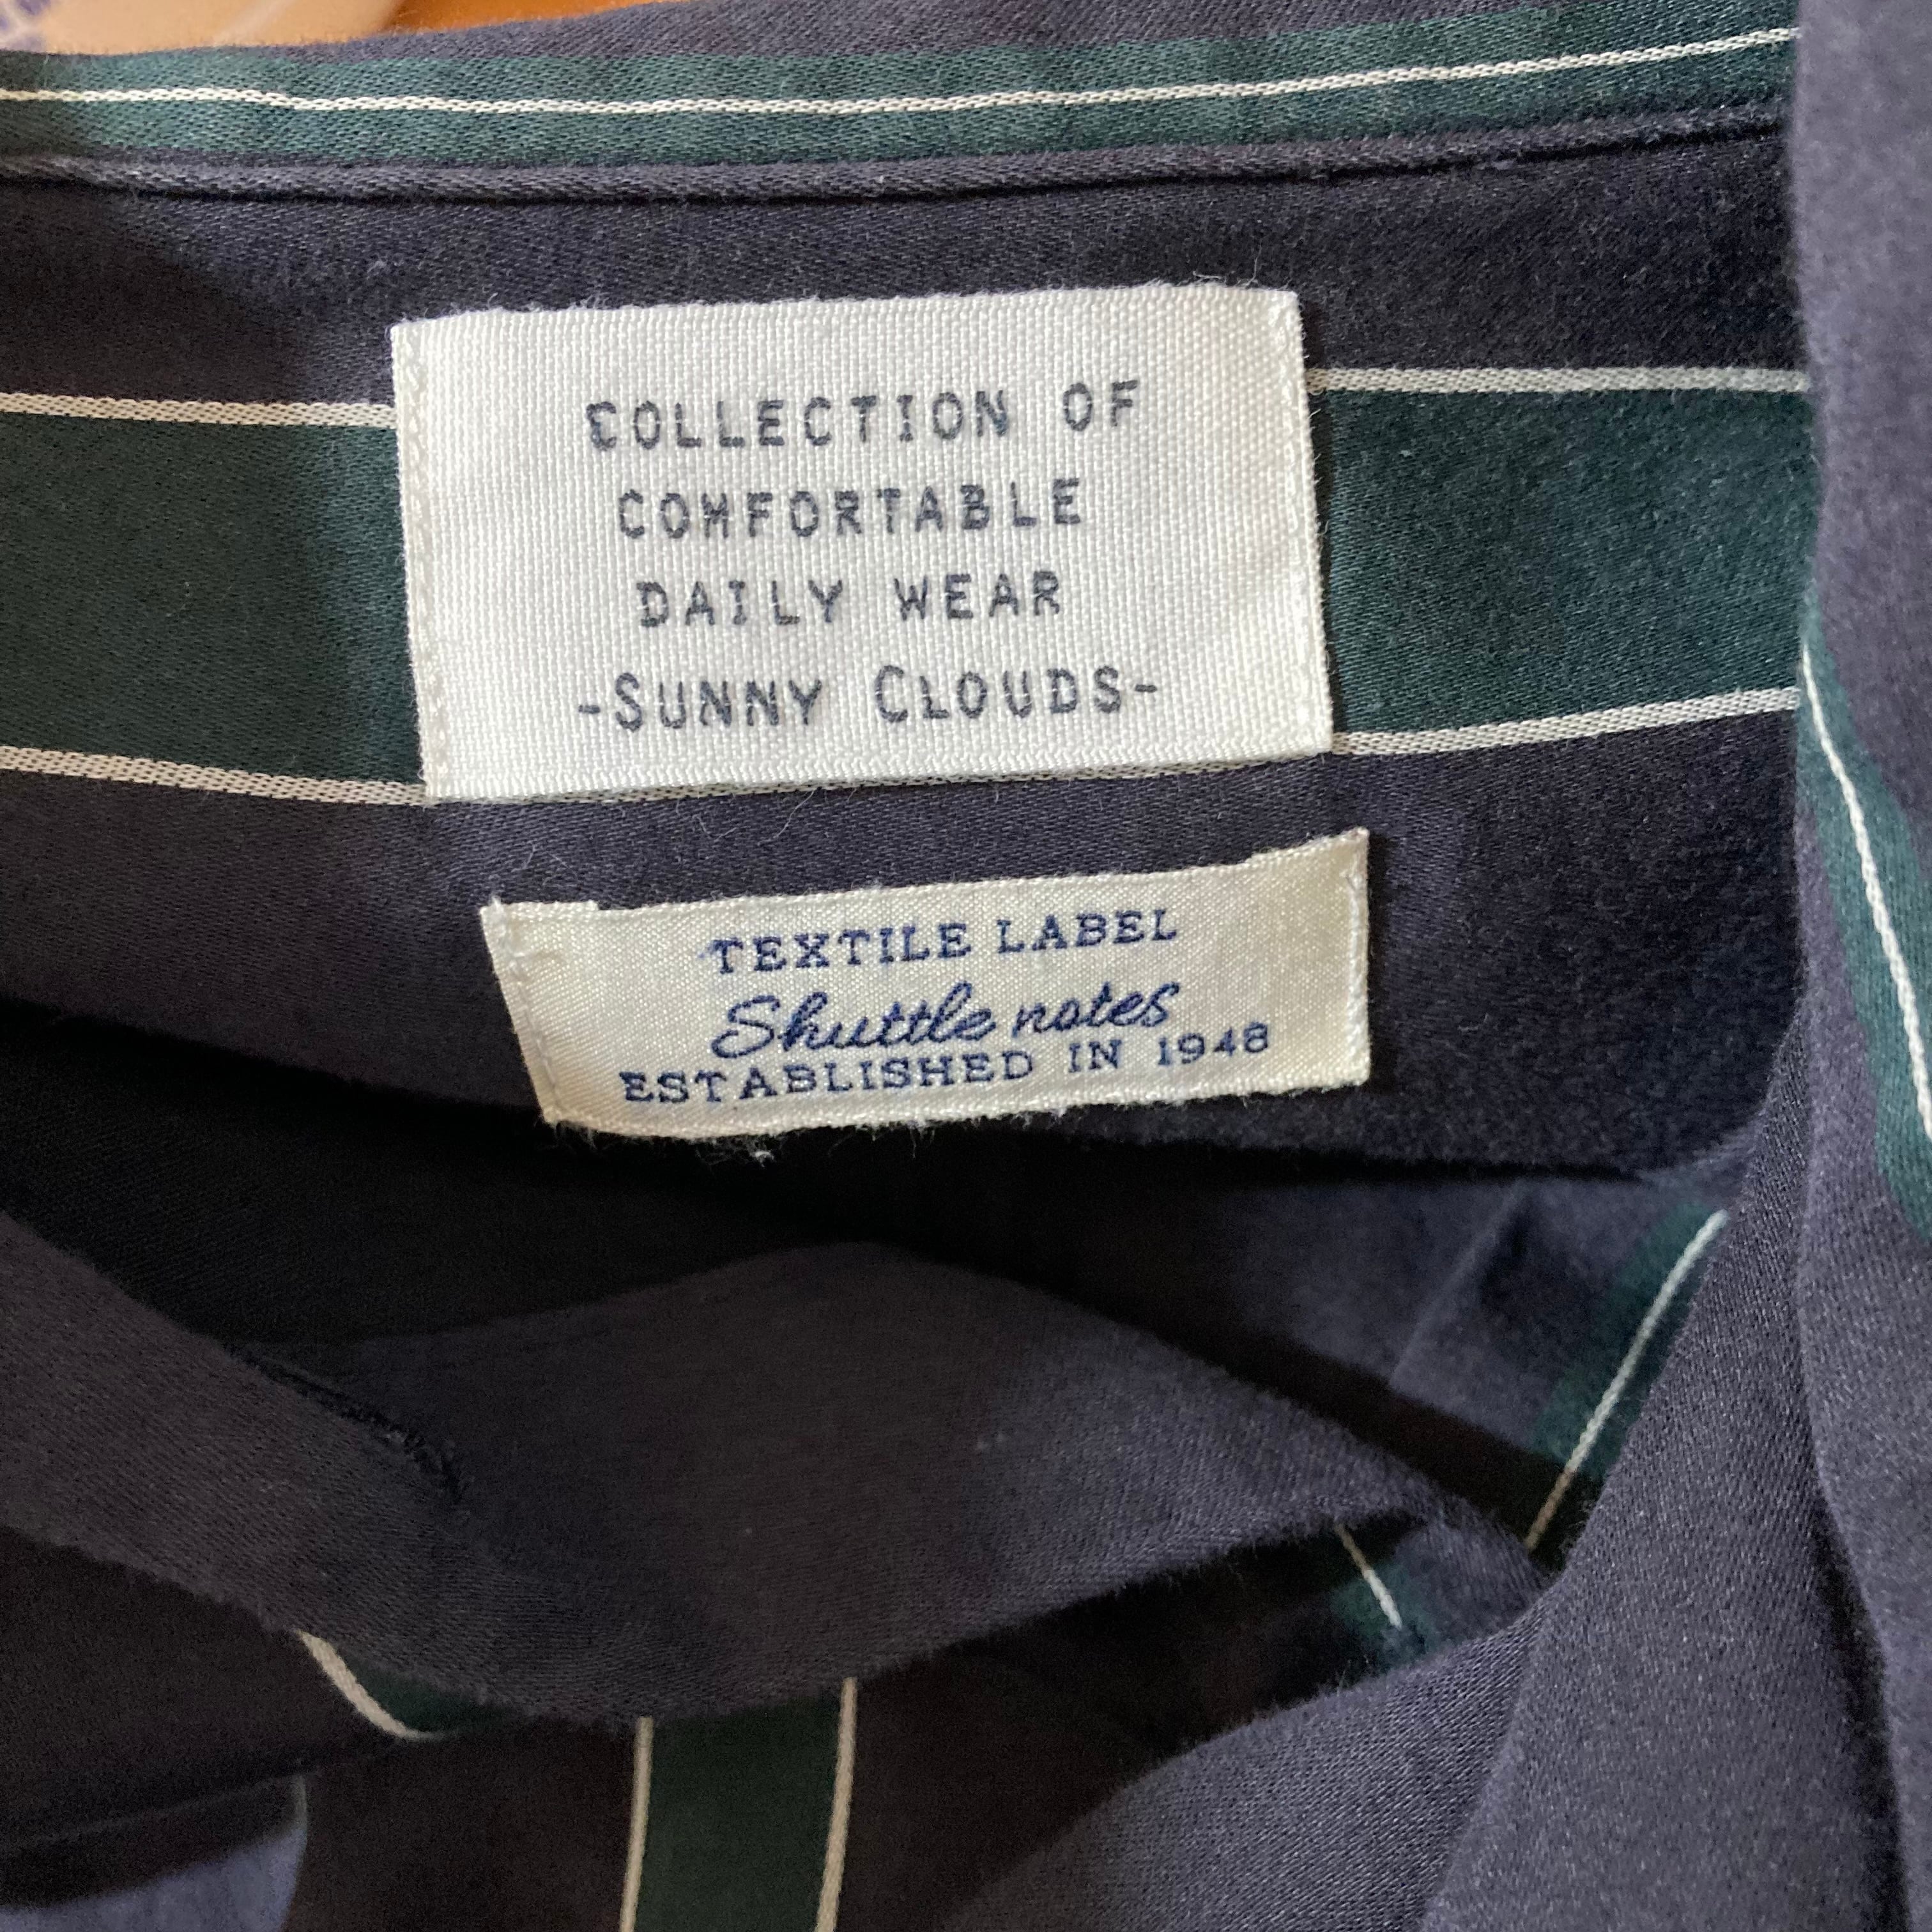 COLLECTION OF
COMFORTABLE
DAILY WEAR
-SUNNY CLOUDS-
TEXTILE LABEL
Shuttle notes
ESTABLISHED IN 1948